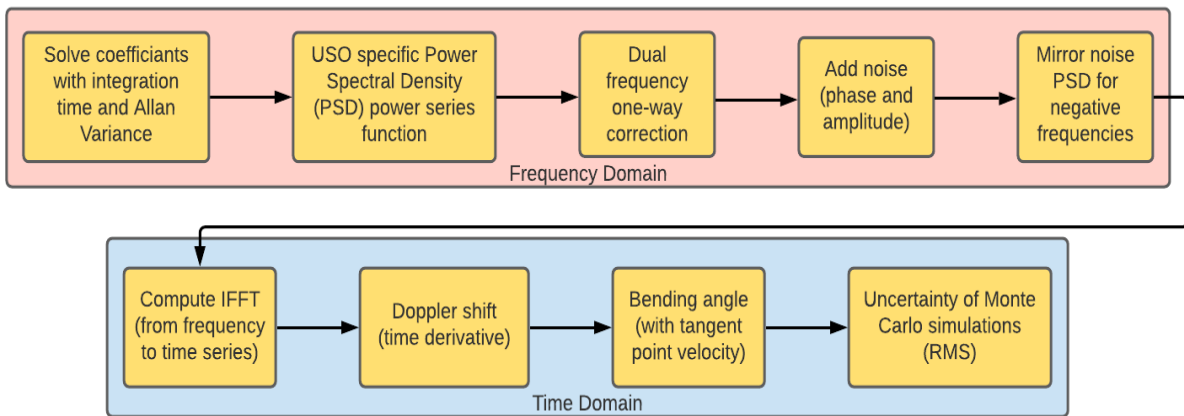 Solve coefficiants
with integration
time and Allan
Variance
USO specific Power
Spectral Density
(PSD) power series
function
Dual
frequency
one-way
correction
Add noise
(phase and
amplitude)
Mirror noise
PSD for
negative
frequencies
Frequency Domain
Compute IFFT
(from frequency
to time series)
Doppler shift
(time derivative)
Bending angle
(with tangent
point velocity)
Uncertainty of Monte
Carlo simulations
(RMS)
Time Domain